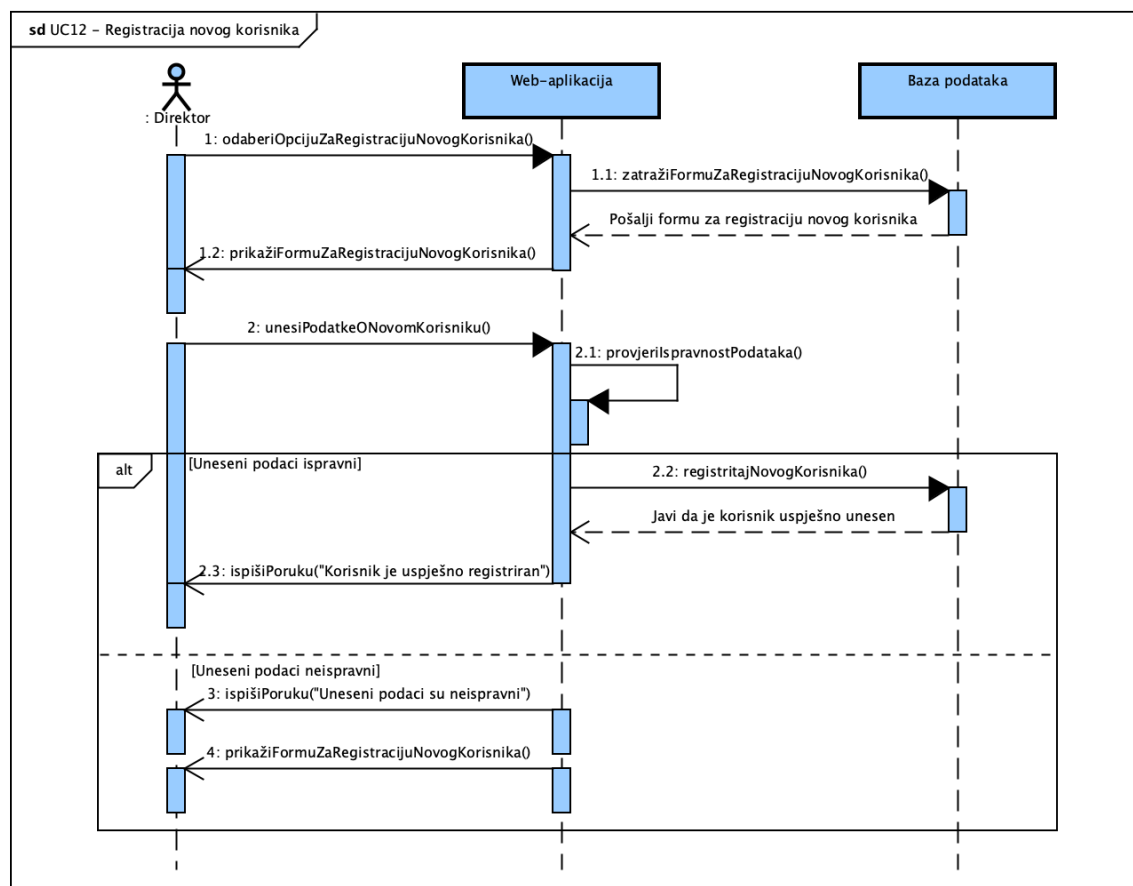 sd UC12 – Registracija novog korisnika
Web-aplikacija
Baza podataka
: Direktor
1: odaberiOpcijuZaRegistracijuNovogKorisnika()
1.1: zatražiFormuZaRegistracijuNovogKorisnika()
Pošalji formu za registraciju novog korisnika
1.2: prikažiFormuZaRegistracijuNovogKorisnika()
2: unesiPodatkeONovomKorisniku()
2.1: provjeriIspravnostPodataka()
alt
[Uneseni podaci ispravni]
2.2: registritajNovogKorisnika()
Javi da je korisnik uspješno unesen
2.3: ispišiPoruku("Korisnik je uspješno registriran")
[Uneseni podaci neispravni]
3: ispišiPoruku("Uneseni podaci su neispravni")
4: prikažiFormuZaRegistracijuNovogKorisnika()